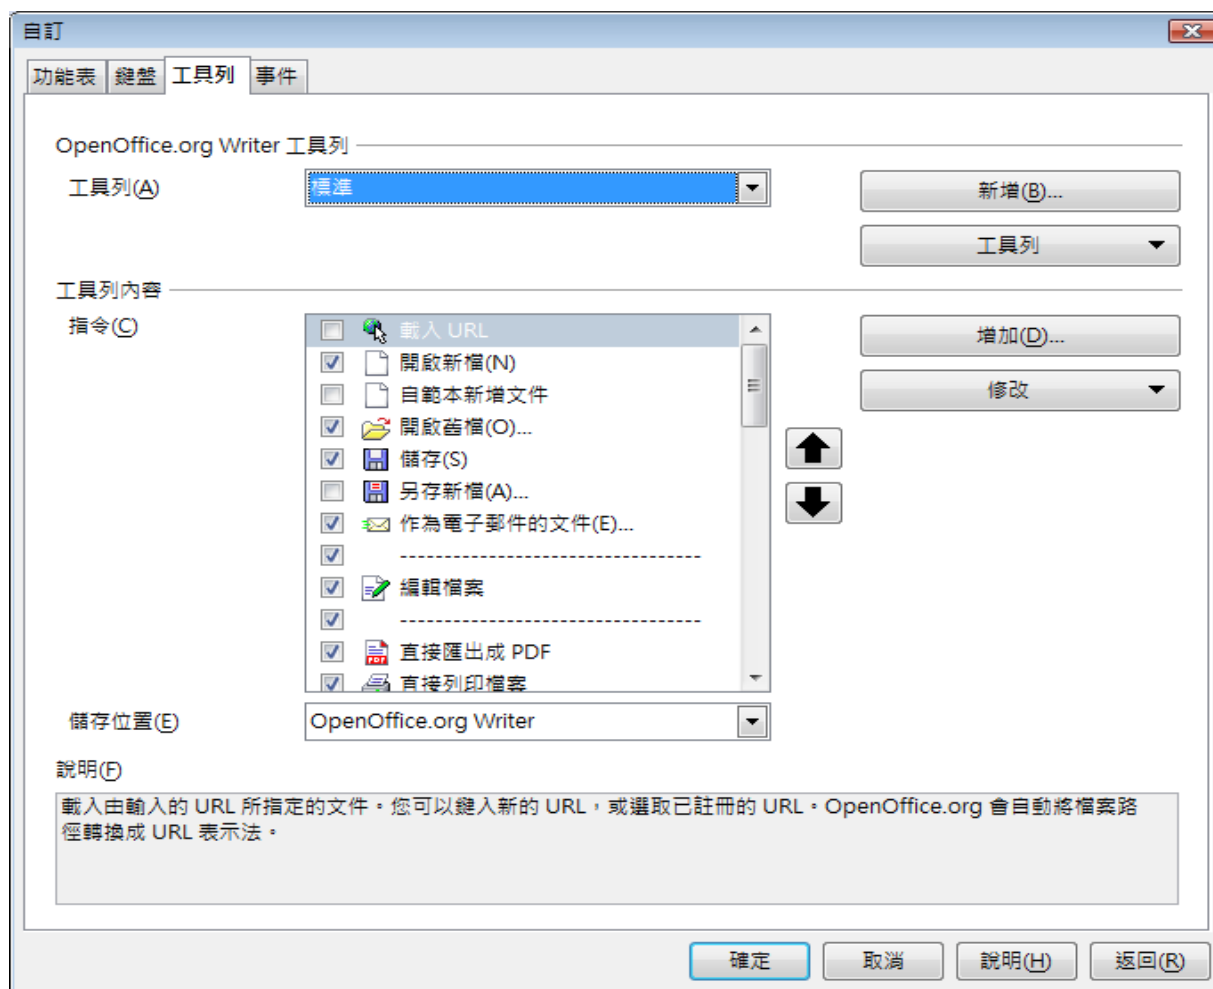 自訂
功能表 鍵盤 工具列 事件
OpenOffice.org Writer 工具列
工具列(A) 標準 新增(B)...
工具列
工具列內容
指令(C) 載入 URL 增加(D)...
開啟新檔(N)
自範本新增文件 修改
開啟舊檔(O)...
儲存(S)
另存新檔(A)...
作為電子郵件的文件(E)...
----------------------------------
編輯檔案
----------------------------------
直接匯出成 PDF
直接列印檔案
儲存位置(E) OpenOffice.org Writer
說明(F)
載入由輸入的 URL 所指定的文件。您可以鍵入新的 URL，或選取已註冊的 URL。OpenOffice.org 會自動將檔案路
徑轉換成 URL 表示法。
確定 取消 說明(H) 返回(R)